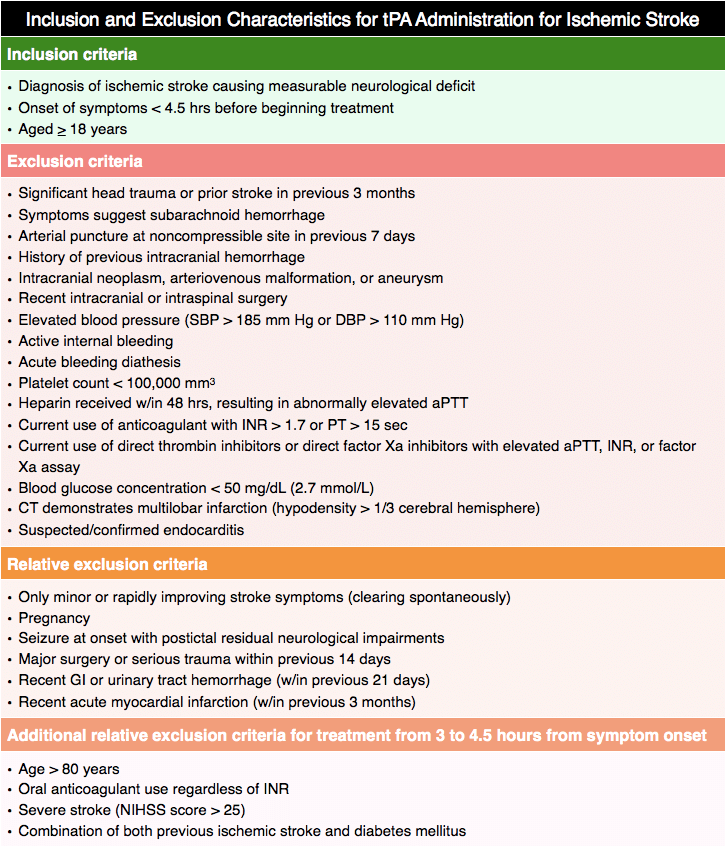 Inclusion and Exclusion Characteristics for tPA Administration for Ischemic Stroke
Inclusion criteria
• Diagnosis of ischemic stroke causing measurable neurological deficit
• Onset of symptoms < 4.5 hrs before beginning treatment
• Aged ≥ 18 years
Exclusion criteria
• Significant head trauma or prior stroke in previous 3 months
• Symptoms suggest subarachnoid hemorrhage
• Arterial puncture at noncompressible site in previous 7 days
• History of previous intracranial hemorrhage
• Intracranial neoplasm, arteriovenous malformation, or aneurysm
• Recent intracranial or intraspinal surgery
• Elevated blood pressure (SBP > 185 mm Hg or DBP > 110 mm Hg)
• Active internal bleeding
• Acute bleeding diathesis
• Platelet count < 100,000 mm³
• Heparin received w/in 48 hrs, resulting in abnormally elevated aPTT
• Current use of anticoagulant with INR > 1.7 or PT > 15 sec
• Current use of direct thrombin inhibitors or direct factor Xa inhibitors with elevated aPTT, INR, or factor
Xa assay
• Blood glucose concentration < 50 mg/dL (2.7 mmol/L)
• CT demonstrates multilobar infarction (hypodensity > 1/3 cerebral hemisphere)
• Suspected/confirmed endocarditis
Relative exclusion criteria
• Only minor or rapidly improving stroke symptoms (clearing spontaneously)
• Pregnancy
• Seizure at onset with postictal residual neurological impairments
• Major surgery or serious trauma within previous 14 days
• Recent GI or urinary tract hemorrhage (w/in previous 21 days)
• Recent acute myocardial infarction (w/in previous 3 months)
Additional relative exclusion criteria for treatment from 3 to 4.5 hours from symptom onset
• Age > 80 years
• Oral anticoagulant use regardless of INR
• Severe stroke (NIHSS score > 25)
• Combination of both previous ischemic stroke and diabetes mellitus